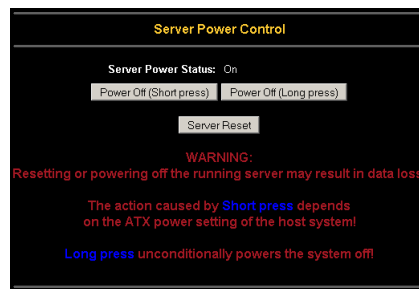 Server Power Control
Server Power Status: On
Power Off (Short press) Power Off (Long press)
Server Reset
WARNING:
Resetting or powering off the running server may result in data loss
The action caused by Short press depends
on the ATX power setting of the host system!
Long press unconditionally powers the system off!